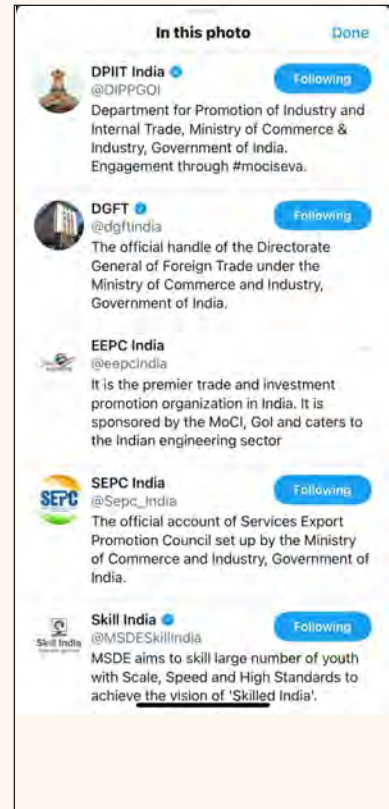 In this photo
Done
DPIIT India
Following
@DIPPGOI
Department for Promotion of Industry and
Internal Trade, Ministry of Commerce &
Industry, Government of India.
Engagement through #mociseva.
DGFT
Following
@dgftindia
The official handle of the Directorate
General of Foreign Trade under the
Ministry of Commerce and Industry,
Government of India.
EEPC India
@eepcindia
It is the premier trade and investment
promotion organization in India. It is
sponsored by the MoCI, GoI and caters to
the Indian engineering sector
SEPC
SEPC India
Following
@Sepc_India
The official account of Services Export
Promotion Council set up by the Ministry
of Commerce and Industry, Government of
India.
Skill India
Skill India
Following
@MSDESkillIndia
MSDE aims to skill large number of youth
with Scale, Speed and High Standards to
achieve the vision of 'Skilled India'.